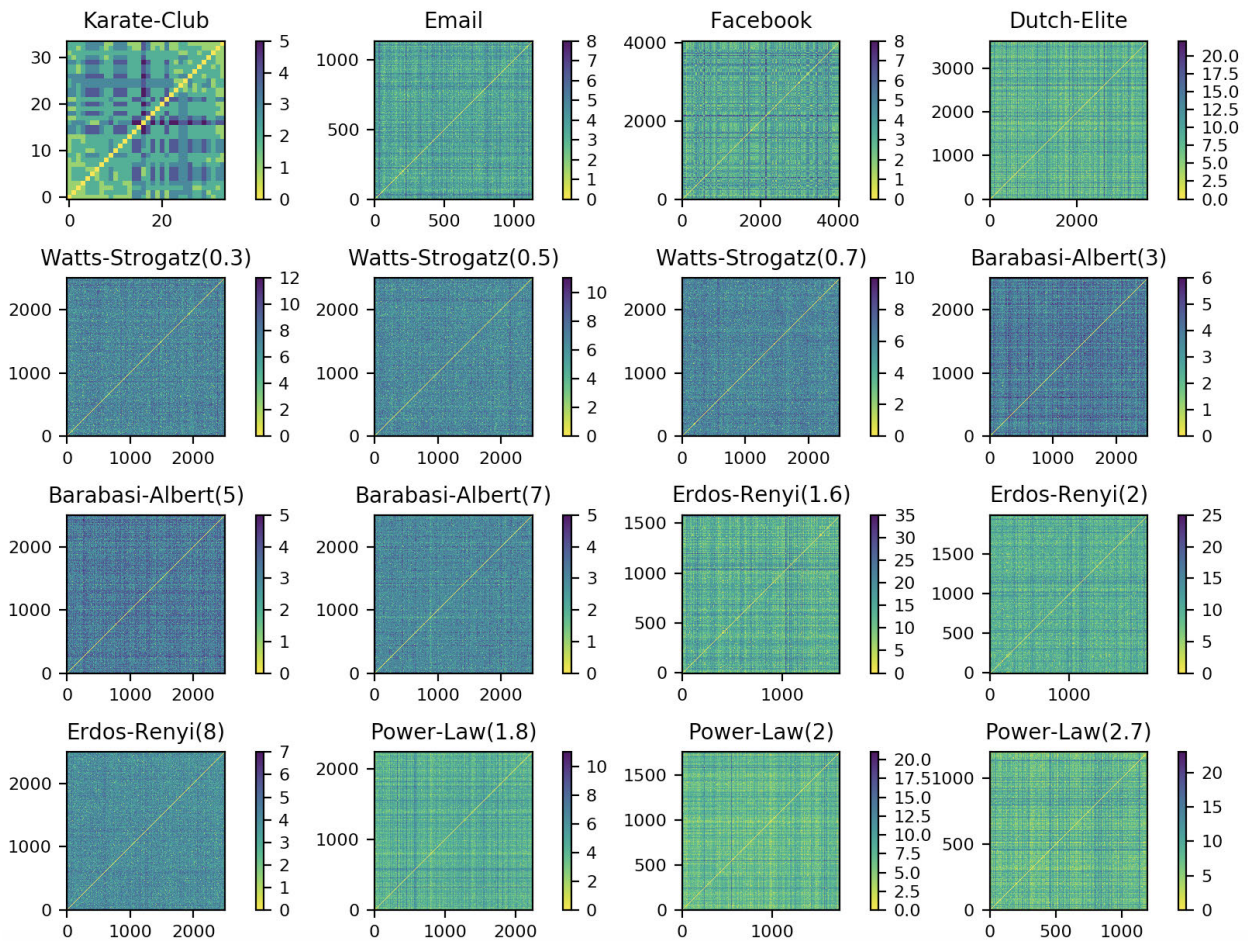 Karate-Club Email Facebook Dutch-Elite
30 20 10 0
0 20
5 4 3 2 1 0
1000 500 0
0 500 1000
8 7 6 5 4 3 2 1 0
4000 2000 0
0 2000 4000
8 7 6 5 4 3 2 1 0
3000 2000 1000 0
0 2000
20.0 17.5 15.0 12.5 10.0 7.5 5.0 2.5 0.0
Watts-Strogatz(0.3) Watts-Strogatz(0.5) Watts-Strogatz(0.7) Barabasi-Albert(3)
2000 1000 0
0 1000 2000
12 10 8 6 4 2 0
2000 1000 0
0 1000 2000
10 8 6 4 2 0
2000 1000 0
0 1000 2000
10 8 6 4 2 0
2000 1000 0
0 1000 2000
6 5 4 3 2 1 0
Barabasi-Albert(5) Barabasi-Albert(7) Erdos-Renyi(1.6) Erdos-Renyi(2)
2000 1000 0
0 1000 2000
5 4 3 2 1 0
2000 1000 0
0 1000 2000
5 4 3 2 1 0
1500 1000 500 0
0 1000
35 30 25 20 15 10 5 0
1500 1000 500 0
0 1000
25 20 15 10 5 0
Erdos-Renyi(8) Power-Law(1.8) Power-Law(2) Power-Law(2.7)
2000 1000 0
0 1000 2000
7 6 5 4 3 2 1 0
2000 1000 0
0 1000 2000
10 8 6 4 2 0
1500 1000 500 0
0 1000
20.0 17.5 15.0 12.5 10.0 7.5 5.0 2.5 0.0
1000 500 0
0 500 1000
20 15 10 5 0